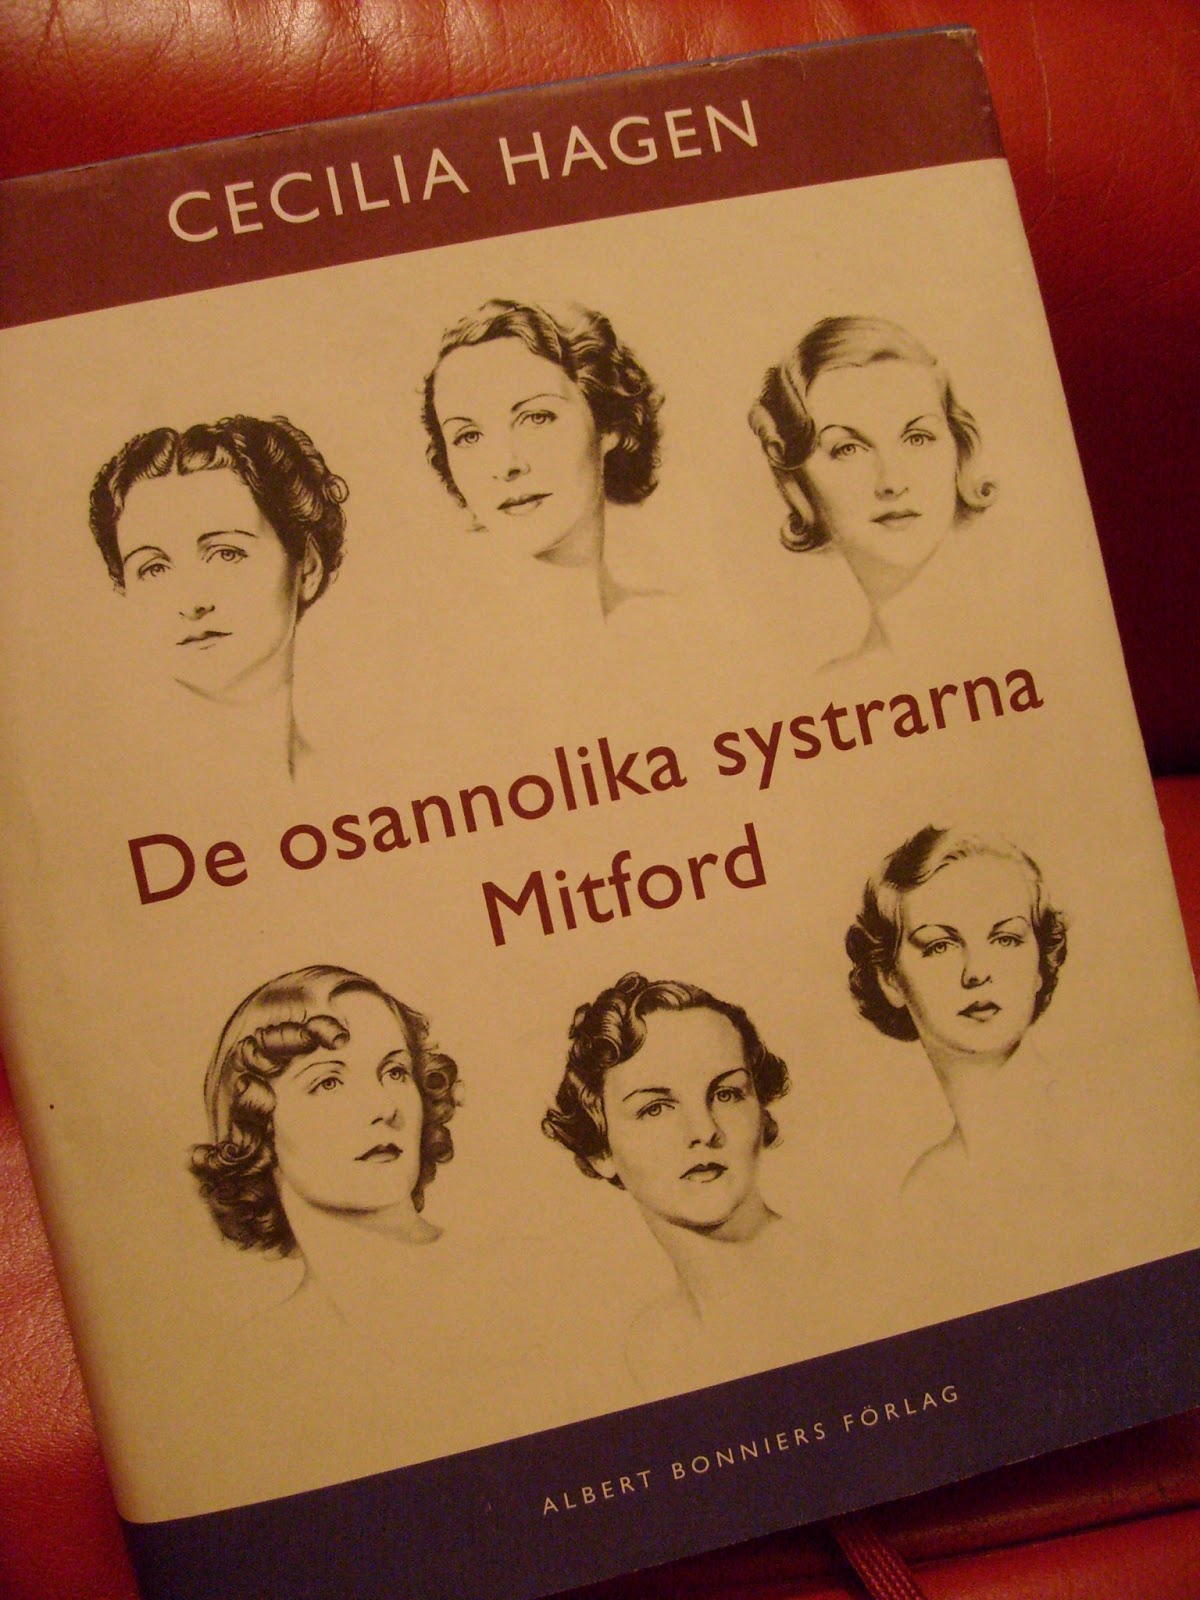 CECILIA HAGEN
De osannolika systrarna
Mitford
ALBERT BONNIERS FÖRLAG